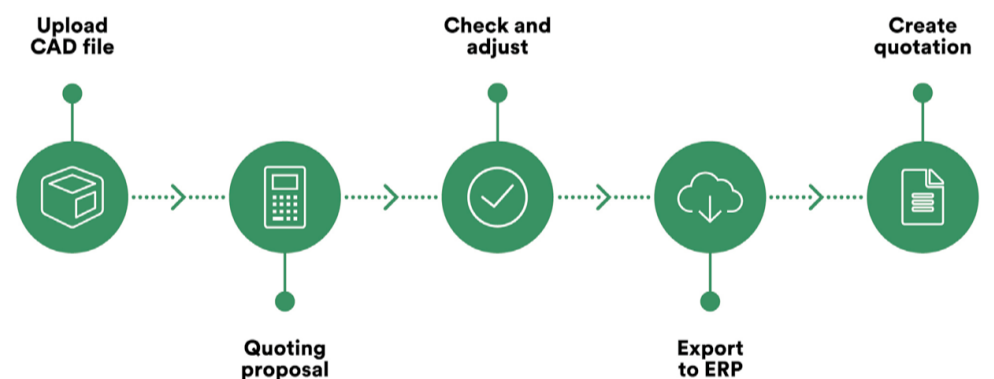 Upload
CAD file
Quoting
proposal
Check and
adjust
Export
to ERP
Create
quotation